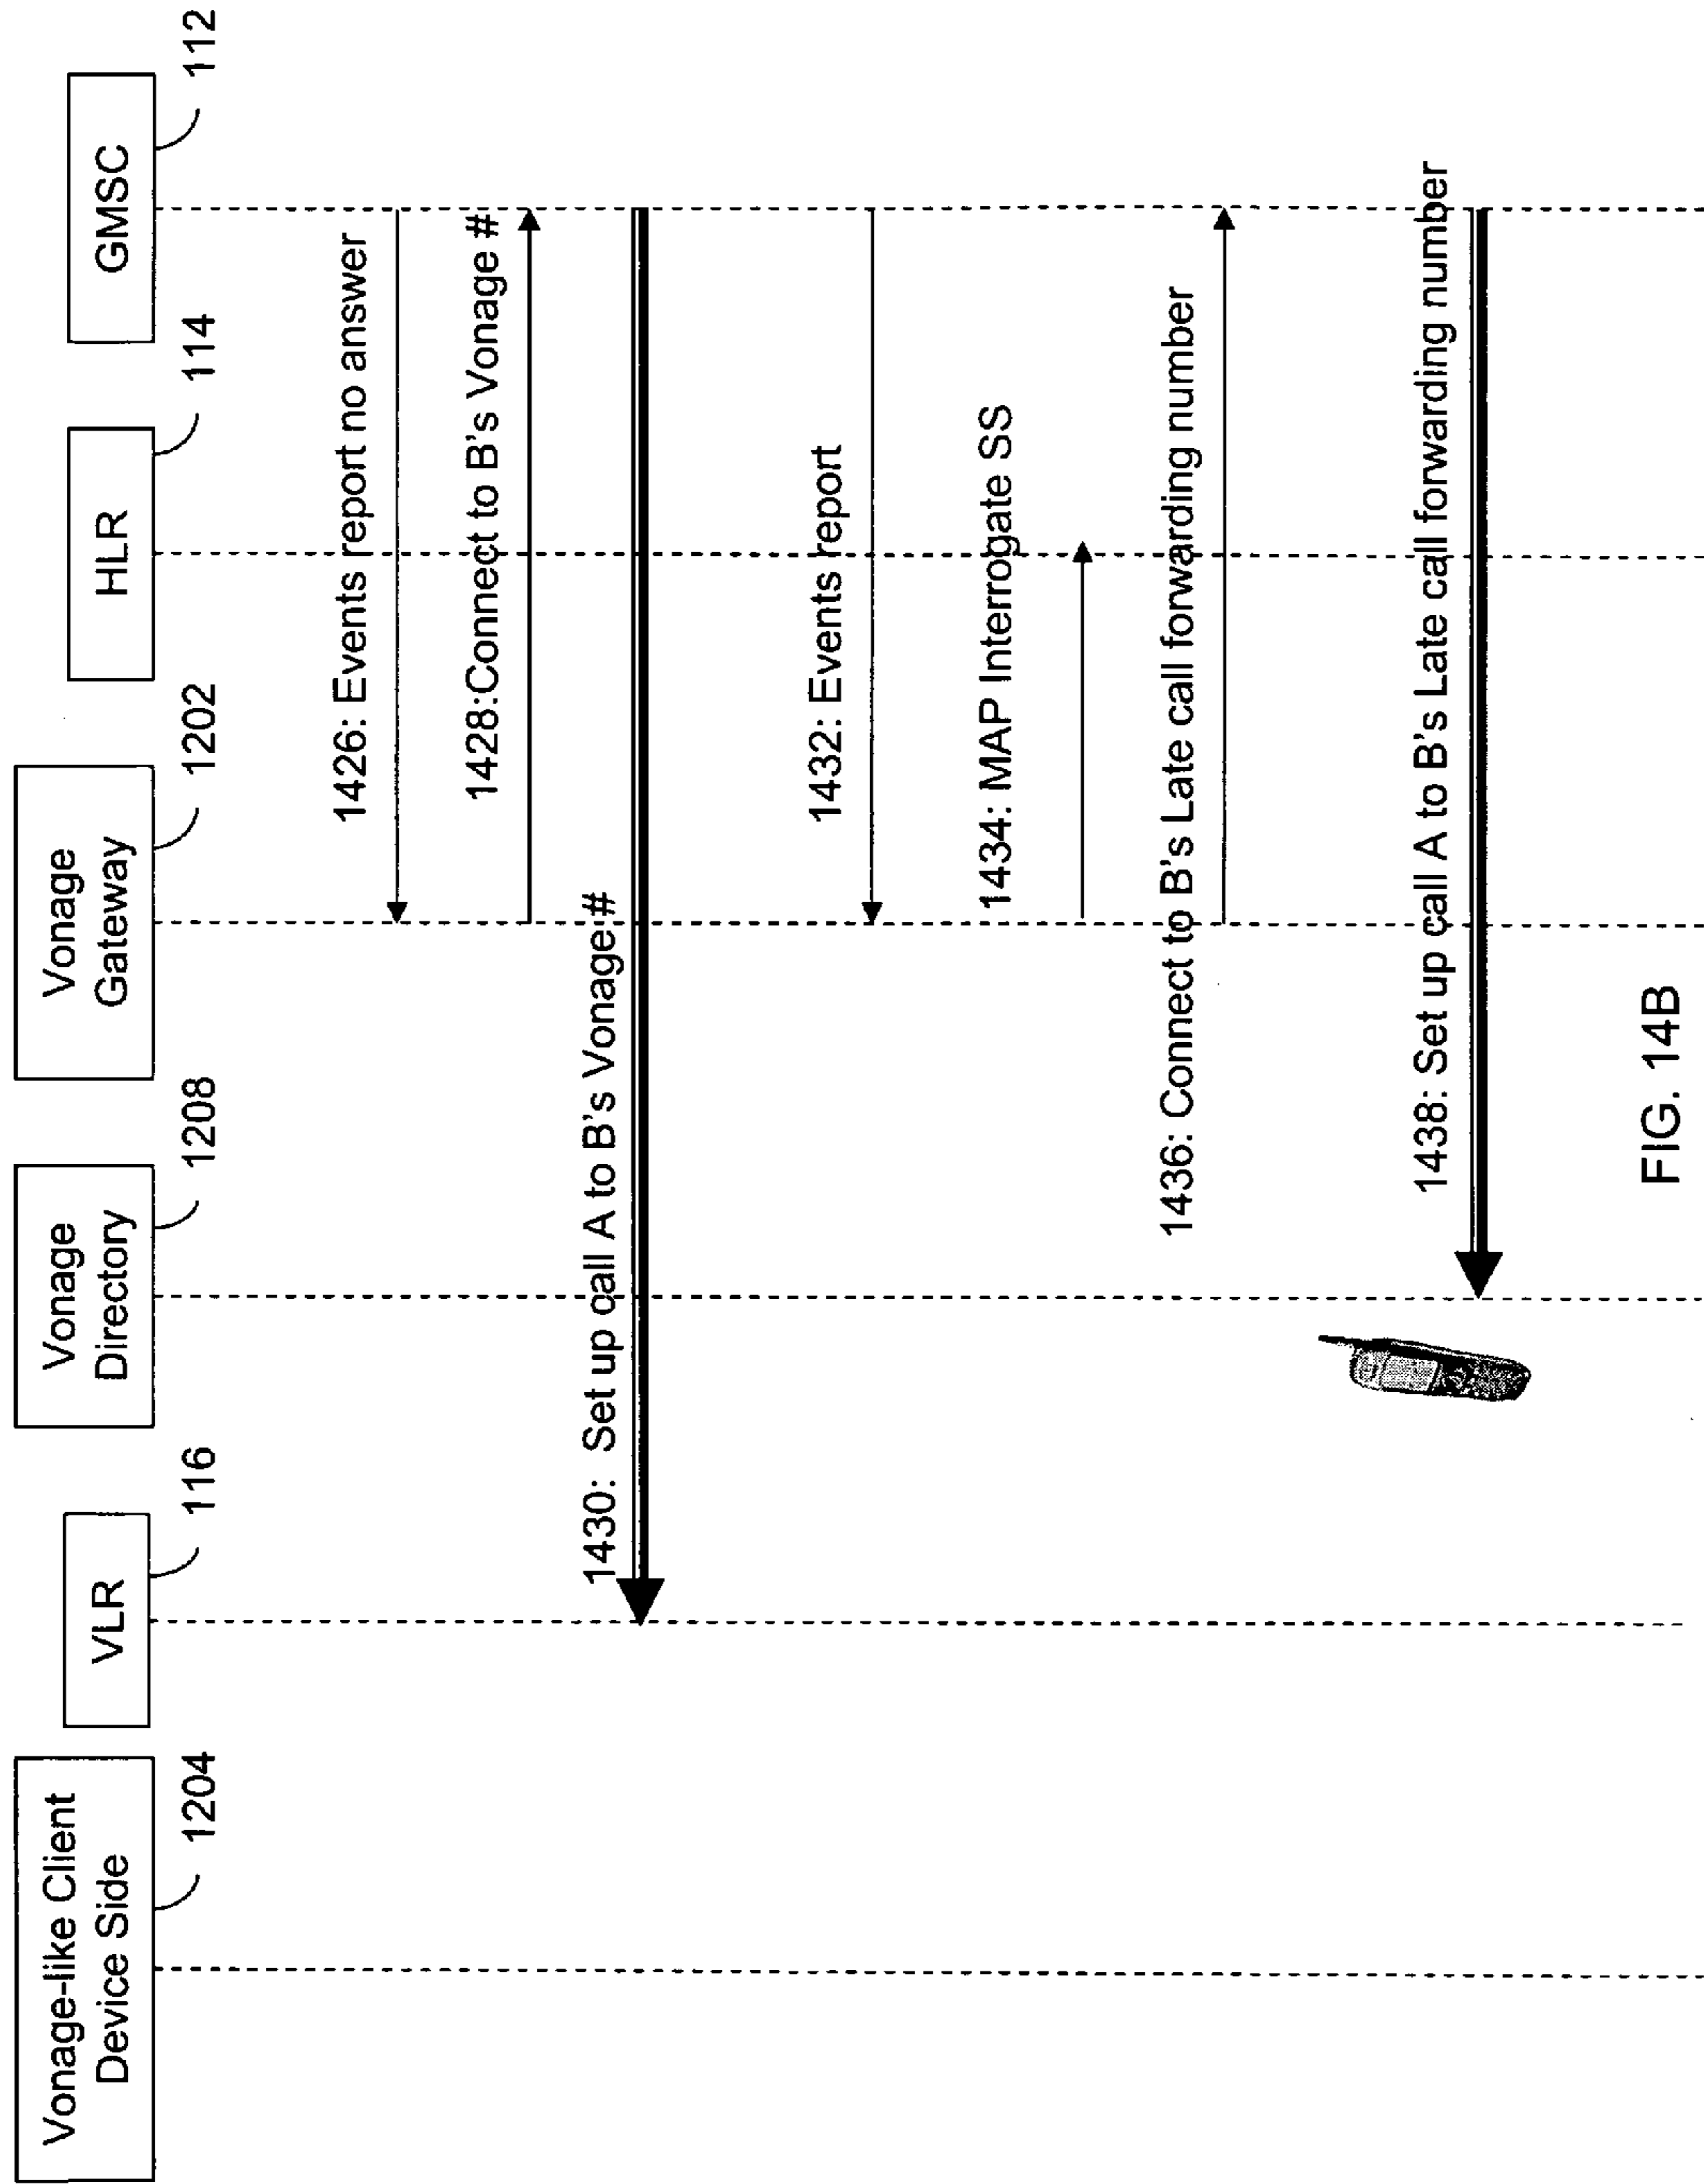 Vonage-like Client
Device Side
1204
VLR
116
Vonage
Directory
1208
Vonage
Gateway
1202
HLR
114
GMSC
112
1426: Events report no answer
1428:Connect to B's Vonage #
1430: Set up call A to B's Vonage #
1432: Events report
1434: MAP Interrogate SS
1436: Connect to B's Late call forwarding number
1438: Set up call A to B's Late call forwarding number
FIG. 14B